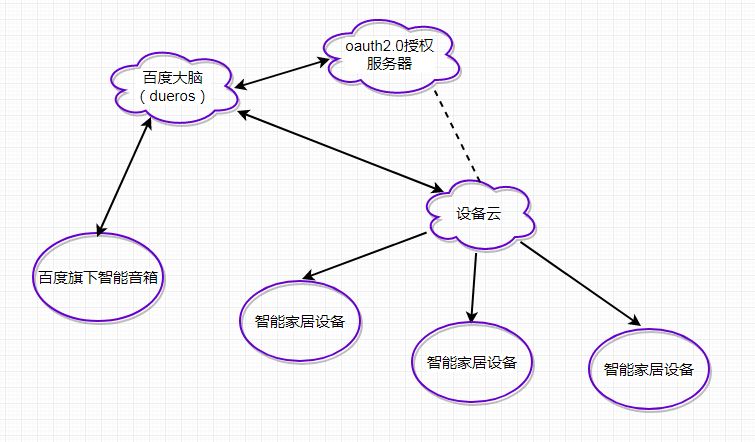 oauth2.0授权
服务器
百度大脑
（dueros）
设备云
百度旗下智能音箱
智能家居设备
智能家居设备
智能家居设备